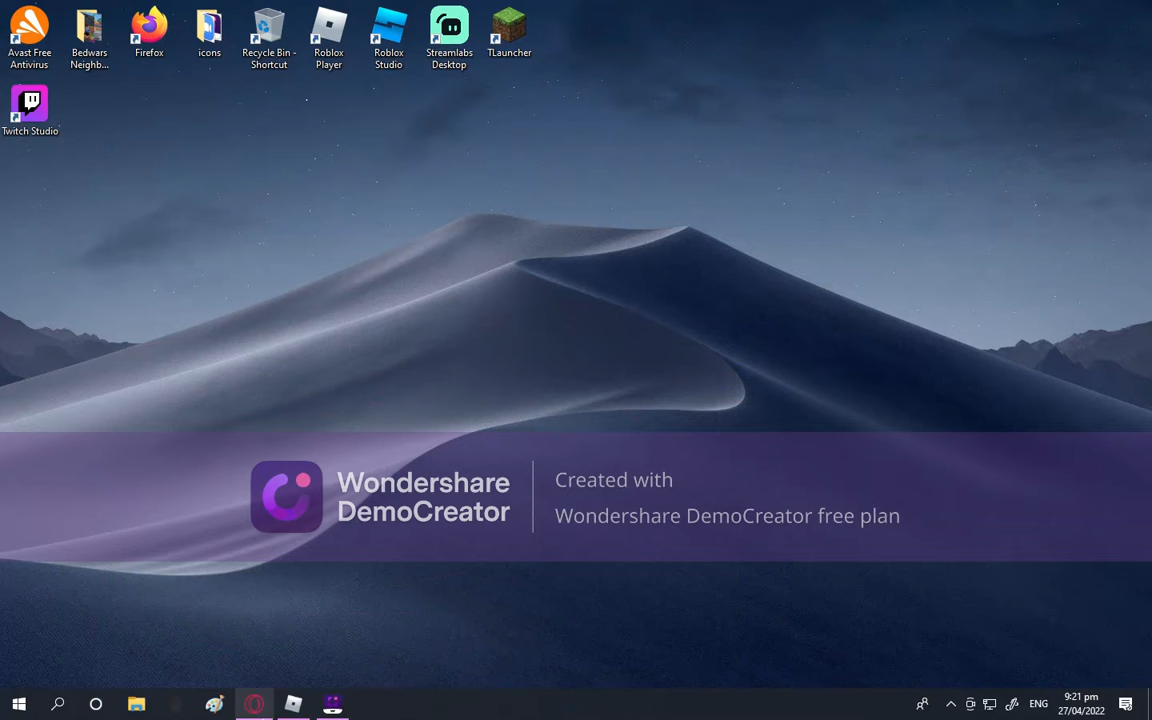 Avast Free
Antivirus
Bedwars
Neighb...
Firefox
icons
Recycle Bin -
Shortcut
Roblox
Player
Roblox
Studio
Streamlabs
Desktop
TLauncher
Twitch Studio
Wondershare
DemoCreator
Created with
Wondershare DemoCreator free plan
ENG
9:21 pm
27/04/2022